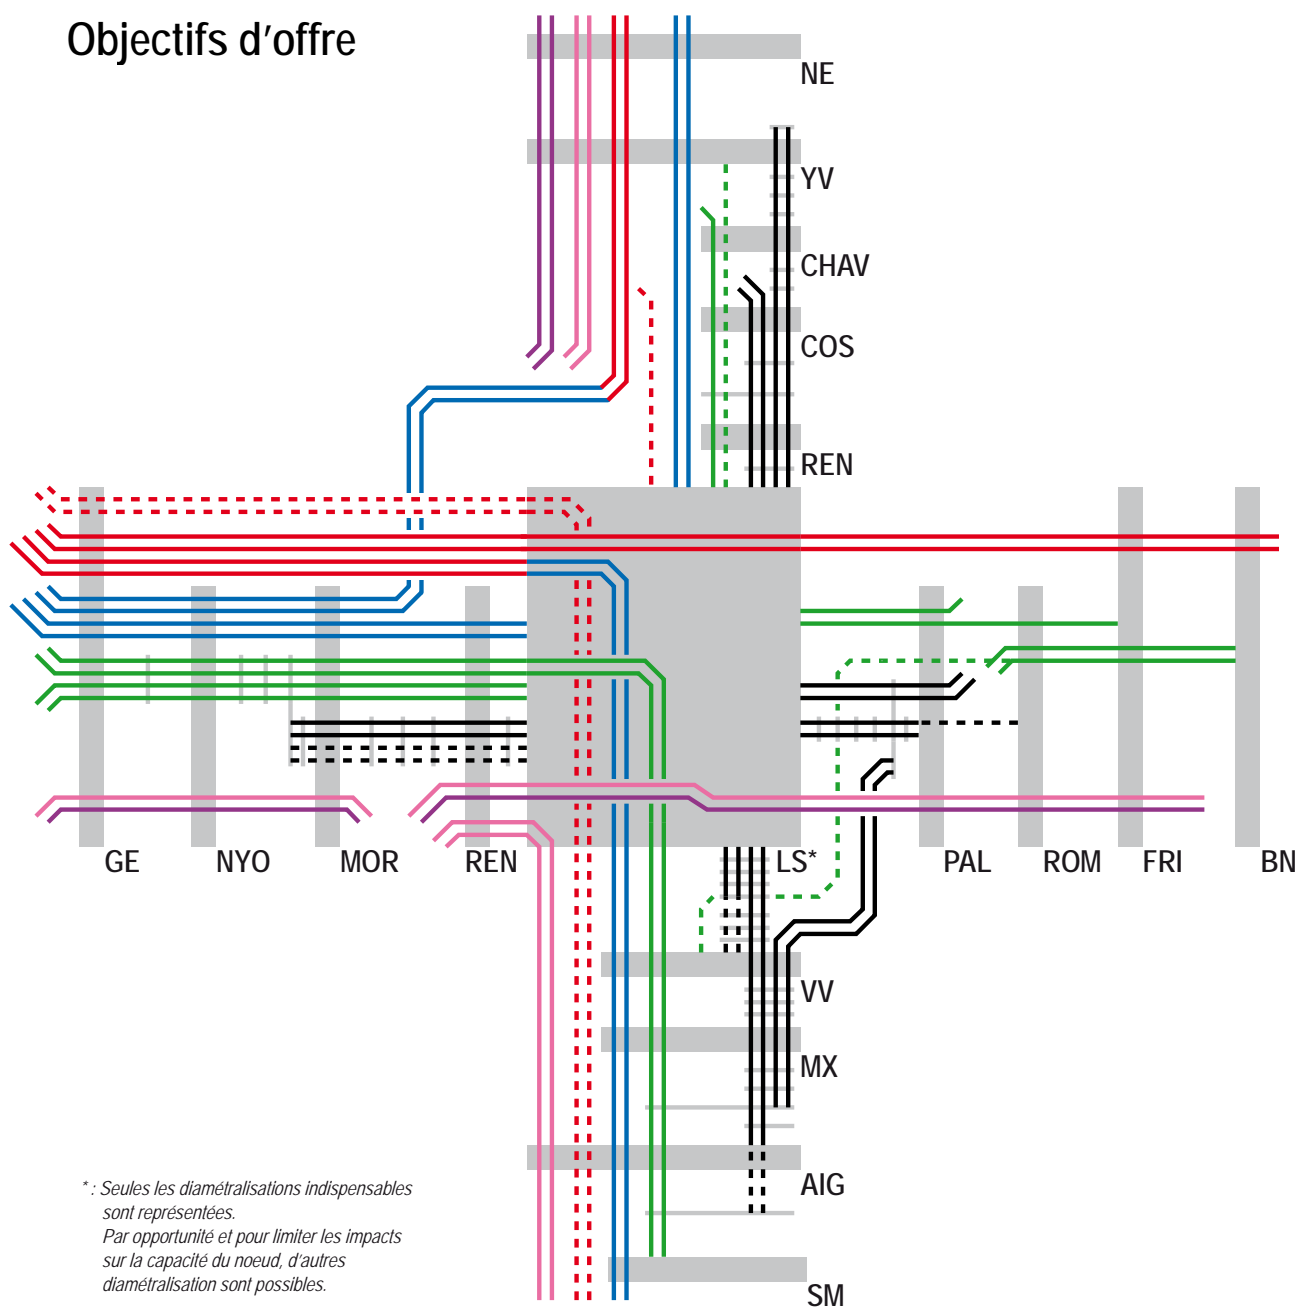 Objectifs d'offre
NE
YV
CHAV
COS
REN
GE
NYO
MOR
REN
LS*
PAL
ROM
FRI
BN
VV
MX
AIG
SM
* : Seules les diamétralisations indispensables
sont représentées.
Par opportunité et pour limiter les impacts
sur la capacité du noeud, d'autres
diamétralisation sont possibles.